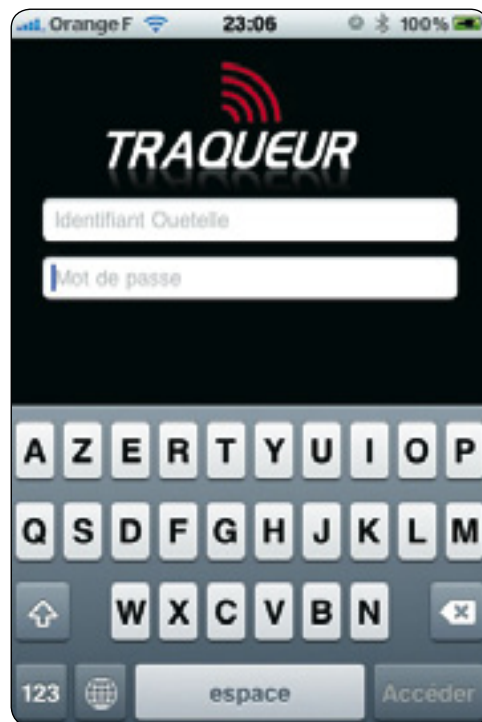 Orange F 23:06 100%
TRAQUEUR
Identifiant Ouetelle
Mot de passe
A Z E R T Y U I O P
Q S D F G H J K L M
W X C V B N
123 espace Accéder